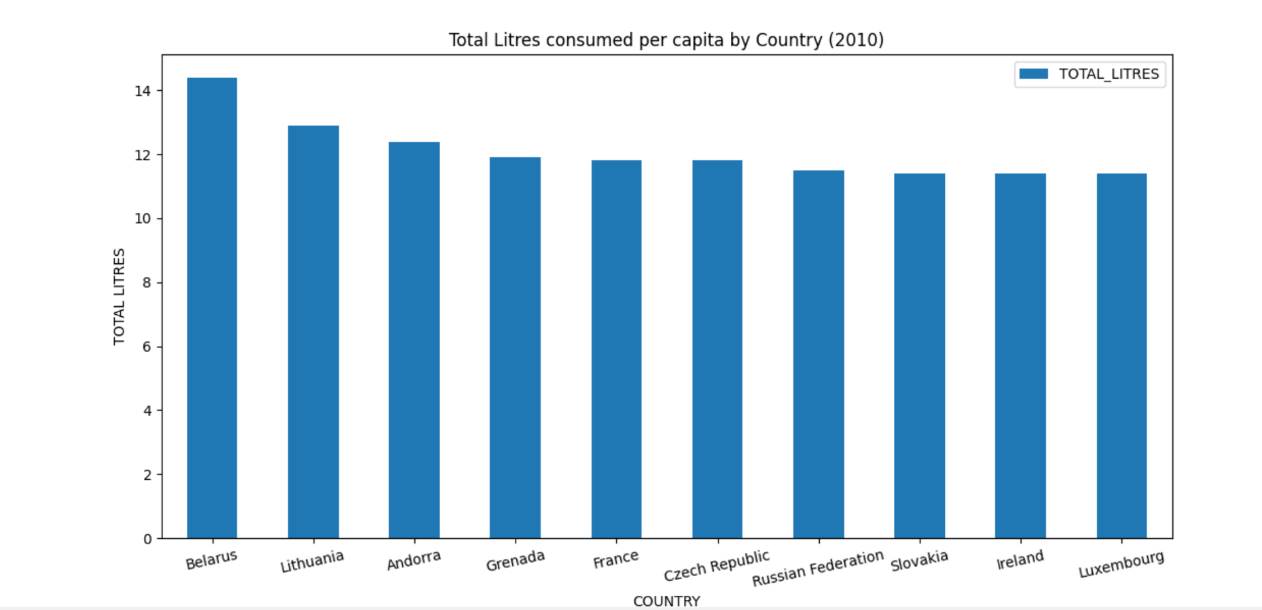 Total Litres consumed per capita by Country (2010)
TOTAL_LITRES
TOTAL LITRES
14
12
10
8
6
4
2
0
Belarus Lithuania Andorra Grenada France Czech Republic Russian Federation Slovakia Ireland Luxembourg
COUNTRY